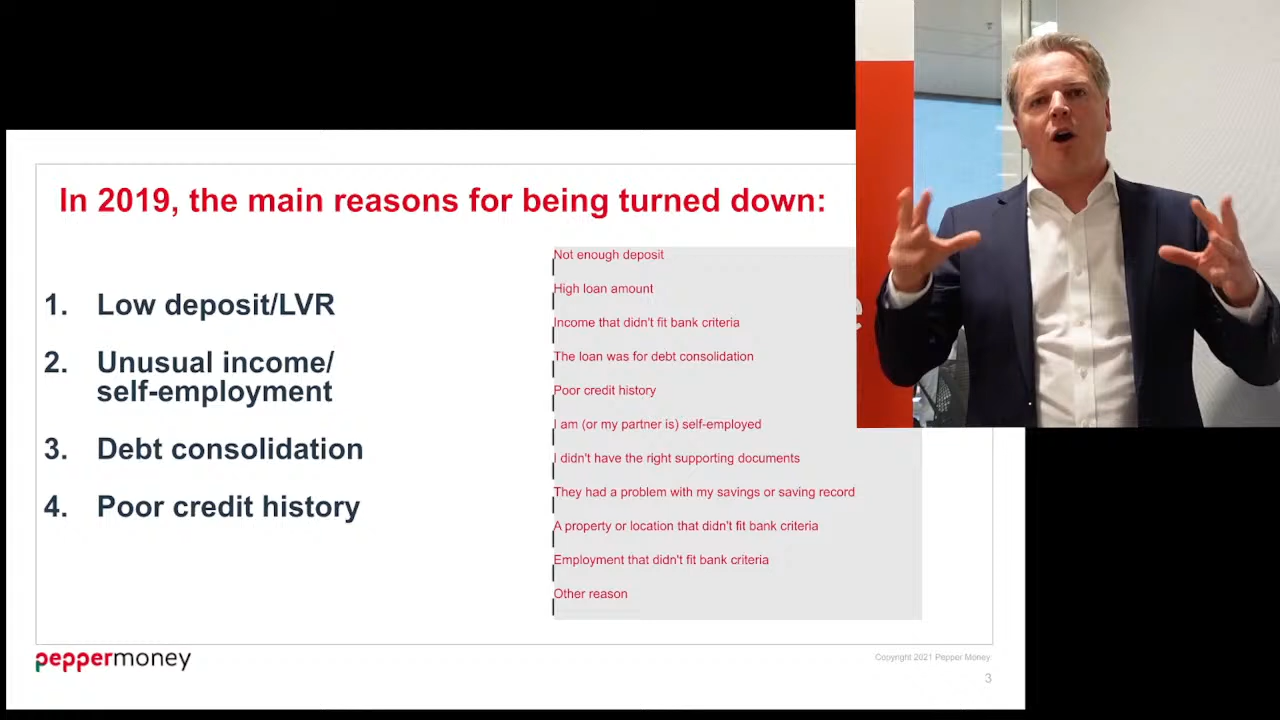 In 2019, the main reasons for being turned down:
1. Low deposit/LVR
2. Unusual income/
self-employment
3. Debt consolidation
4. Poor credit history
Not enough deposit
High loan amount
Income that didn't fit bank criteria
The loan was for debt consolidation
Poor credit history
I am (or my partner is) self-employed
I didn't have the right supporting documents
They had a problem with my savings or saving record
A property or location that didn't fit bank criteria
Employment that didn't fit bank criteria
Other reason
e
peppermoney
Copyright 2021 Pepper Money
3